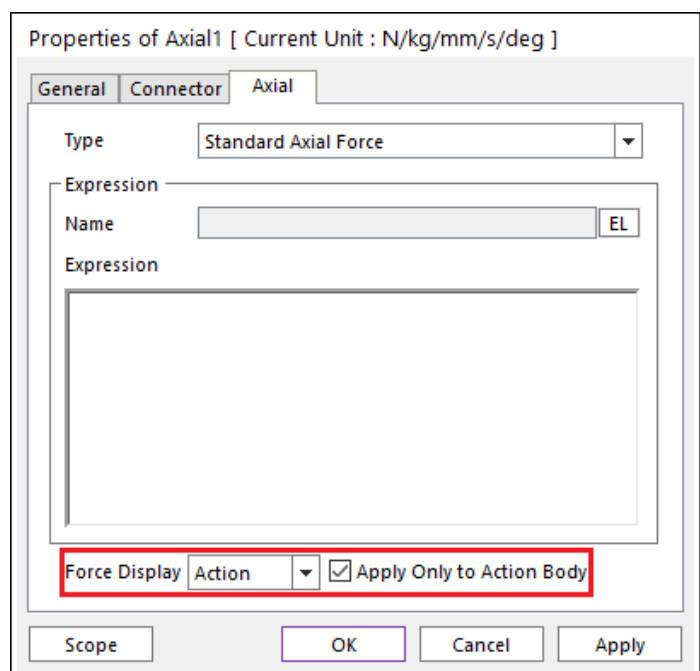 Properties of Axial1 [ Current Unit : N/kg/mm/s/deg ]
General Connector Axial
Type Standard Axial Force
Expression
Name EL
Expression
Force Display Action Apply Only to Action Body
Scope OK Cancel Apply